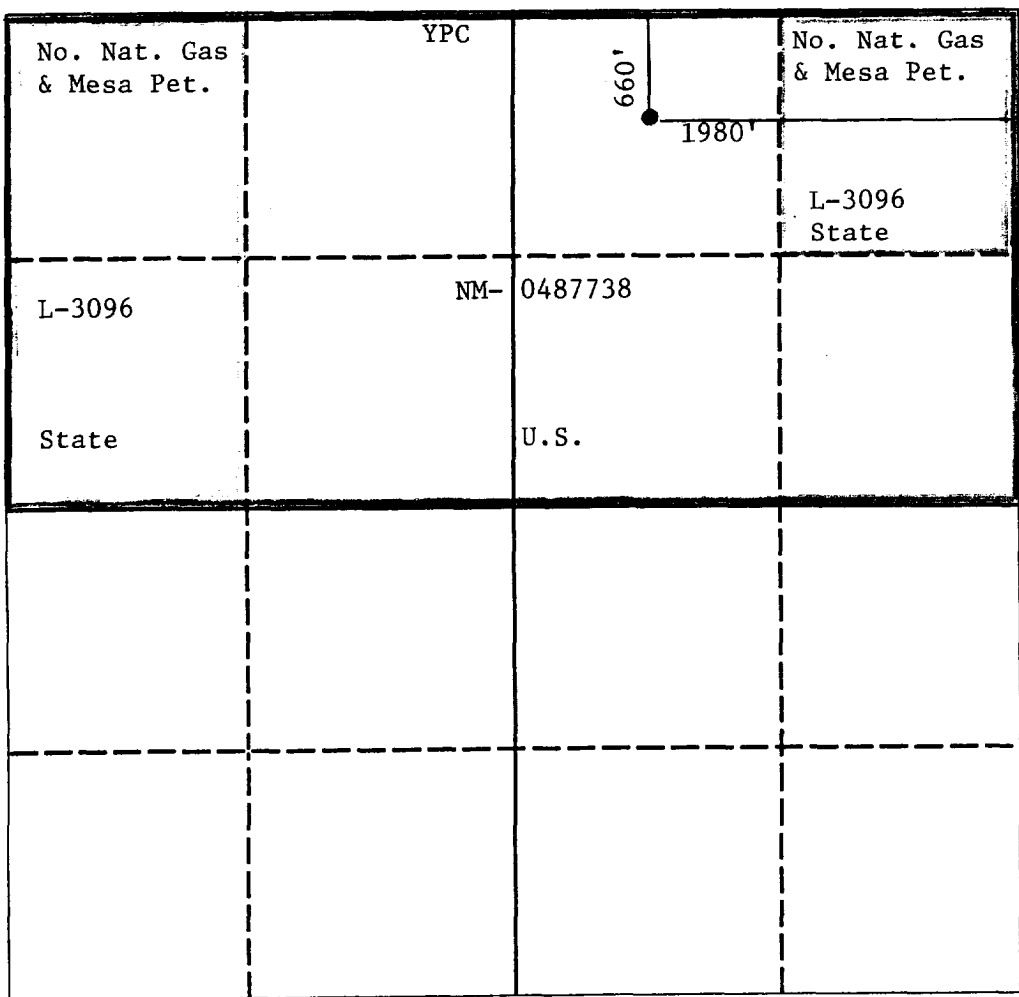 No. Nat. Gas
& Mesa Pet.
YPC
660'
1980'
No. Nat. Gas
& Mesa Pet.
L-3096
State
L-3096
State
NM-0487738
U.S.